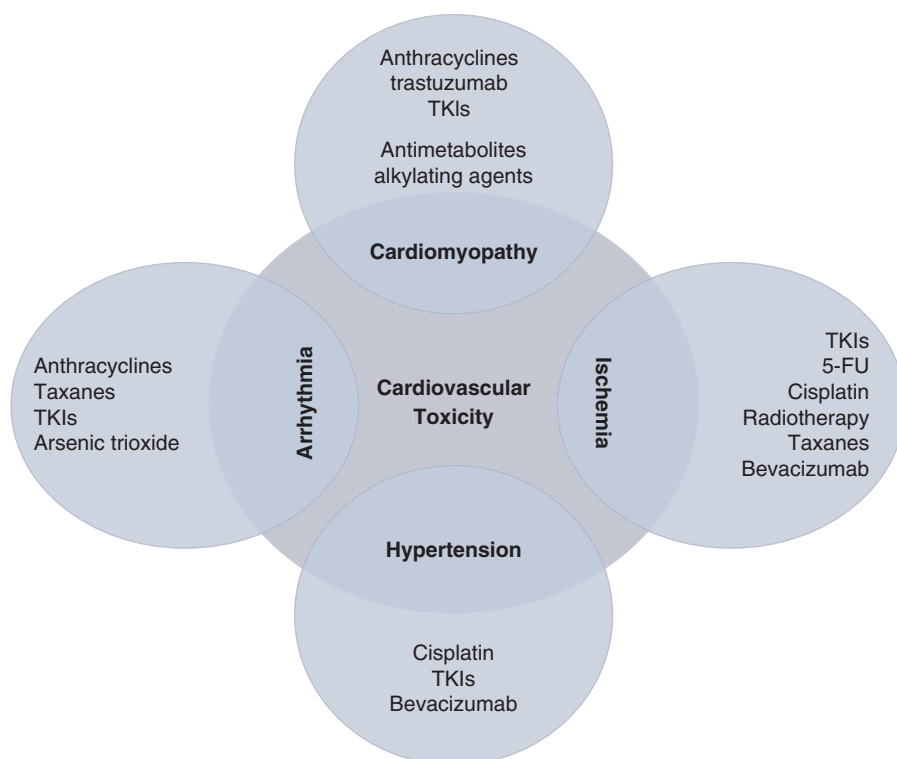 Anthracyclines
trastuzumab
TKIs
Antimetabolites
alkylating agents
Cardiomyopathy
Anthracyclines
Taxanes
TKIs
Arsenic trioxide
Arrhythmia
Cardiovascular
Toxicity
Ischemia
TKIs
5-FU
Cisplatin
Radiotherapy
Taxanes
Bevacizumab
Hypertension
Cisplatin
TKIs
Bevacizumab